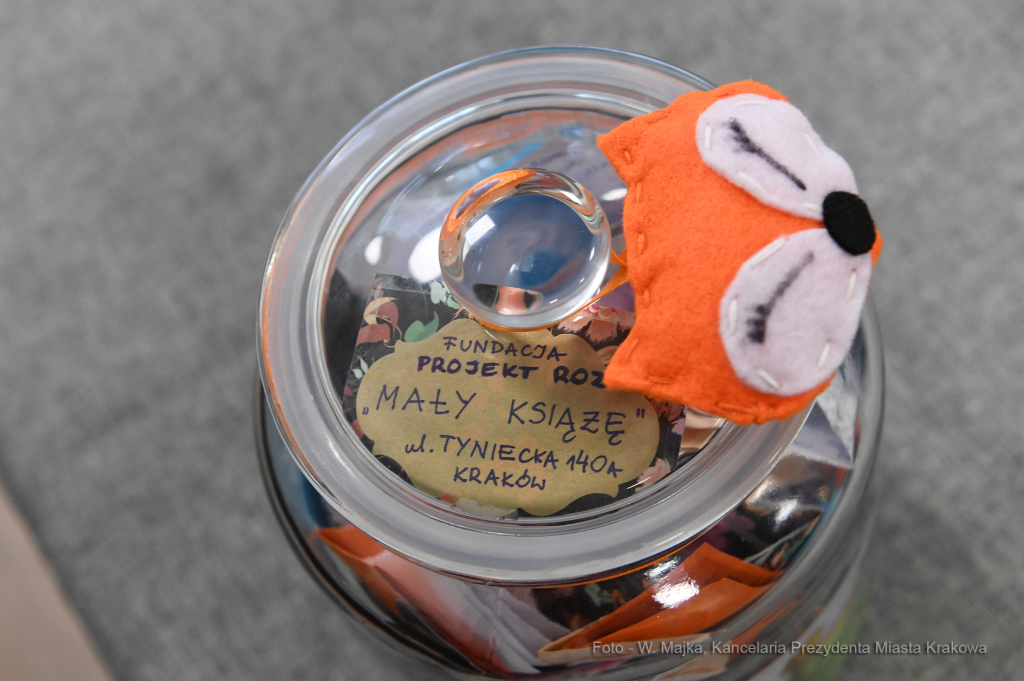 FUNDACJA
PROJEKT ROZ
„MAŁY KSIĄŻĘ"
ul. TYNIECKA 140A
KRAKÓW
Foto - W. Majka, Kancelaria Prezydenta Miasta Krakowa